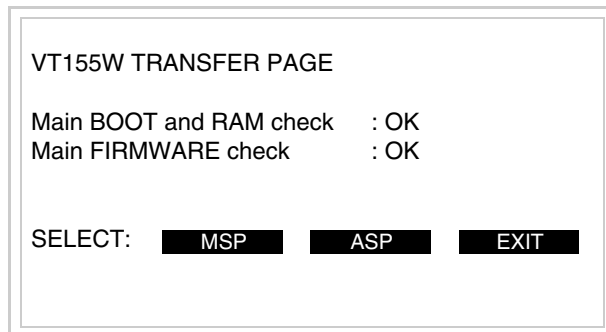 VT155W TRANSFER PAGE
Main BOOT and RAM check : OK
Main FIRMWARE check : OK
SELECT: MSP ASP EXIT